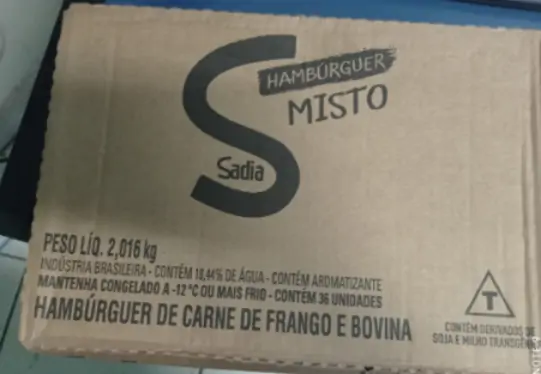 HAMBÚRGUER
MISTO
S
Sadia
PESO LÍQ. 2,016 kg
INDÚSTRIA BRASILEIRA - CONTÉM 18,44% DE ÁGUA - CONTÉM AROMATIZANTE
MANTENHA CONGELADO A -12 °C OU MAIS FRIO - CONTÉM 36 UNIDADES
HAMBÚRGUER DE CARNE DE FRANGO E BOVINA
T
CONTÉM DERIVADOS DE
SOJA E MILHO